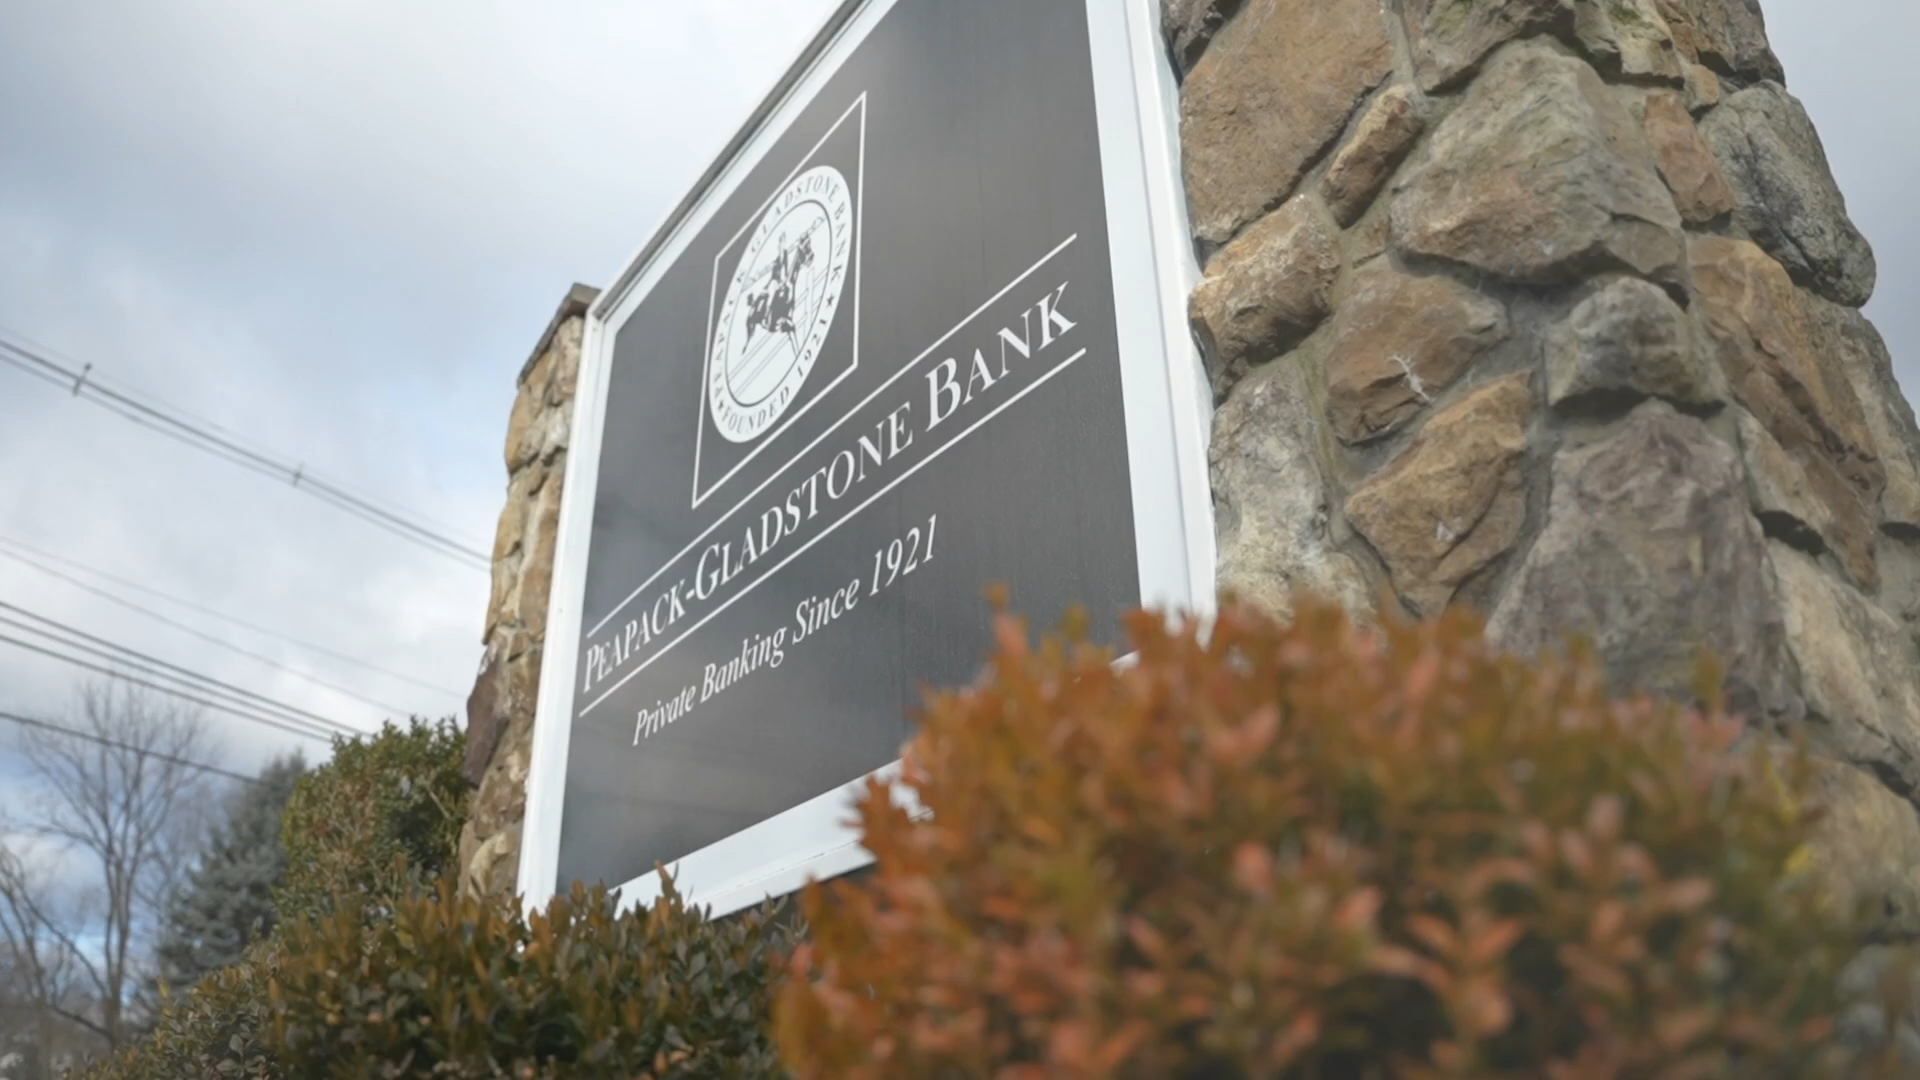 PEAPACK GLADSTONE BANK
★ FOUNDED 1921 ★
PEAPACK-GLADSTONE BANK
Private Banking Since 1921